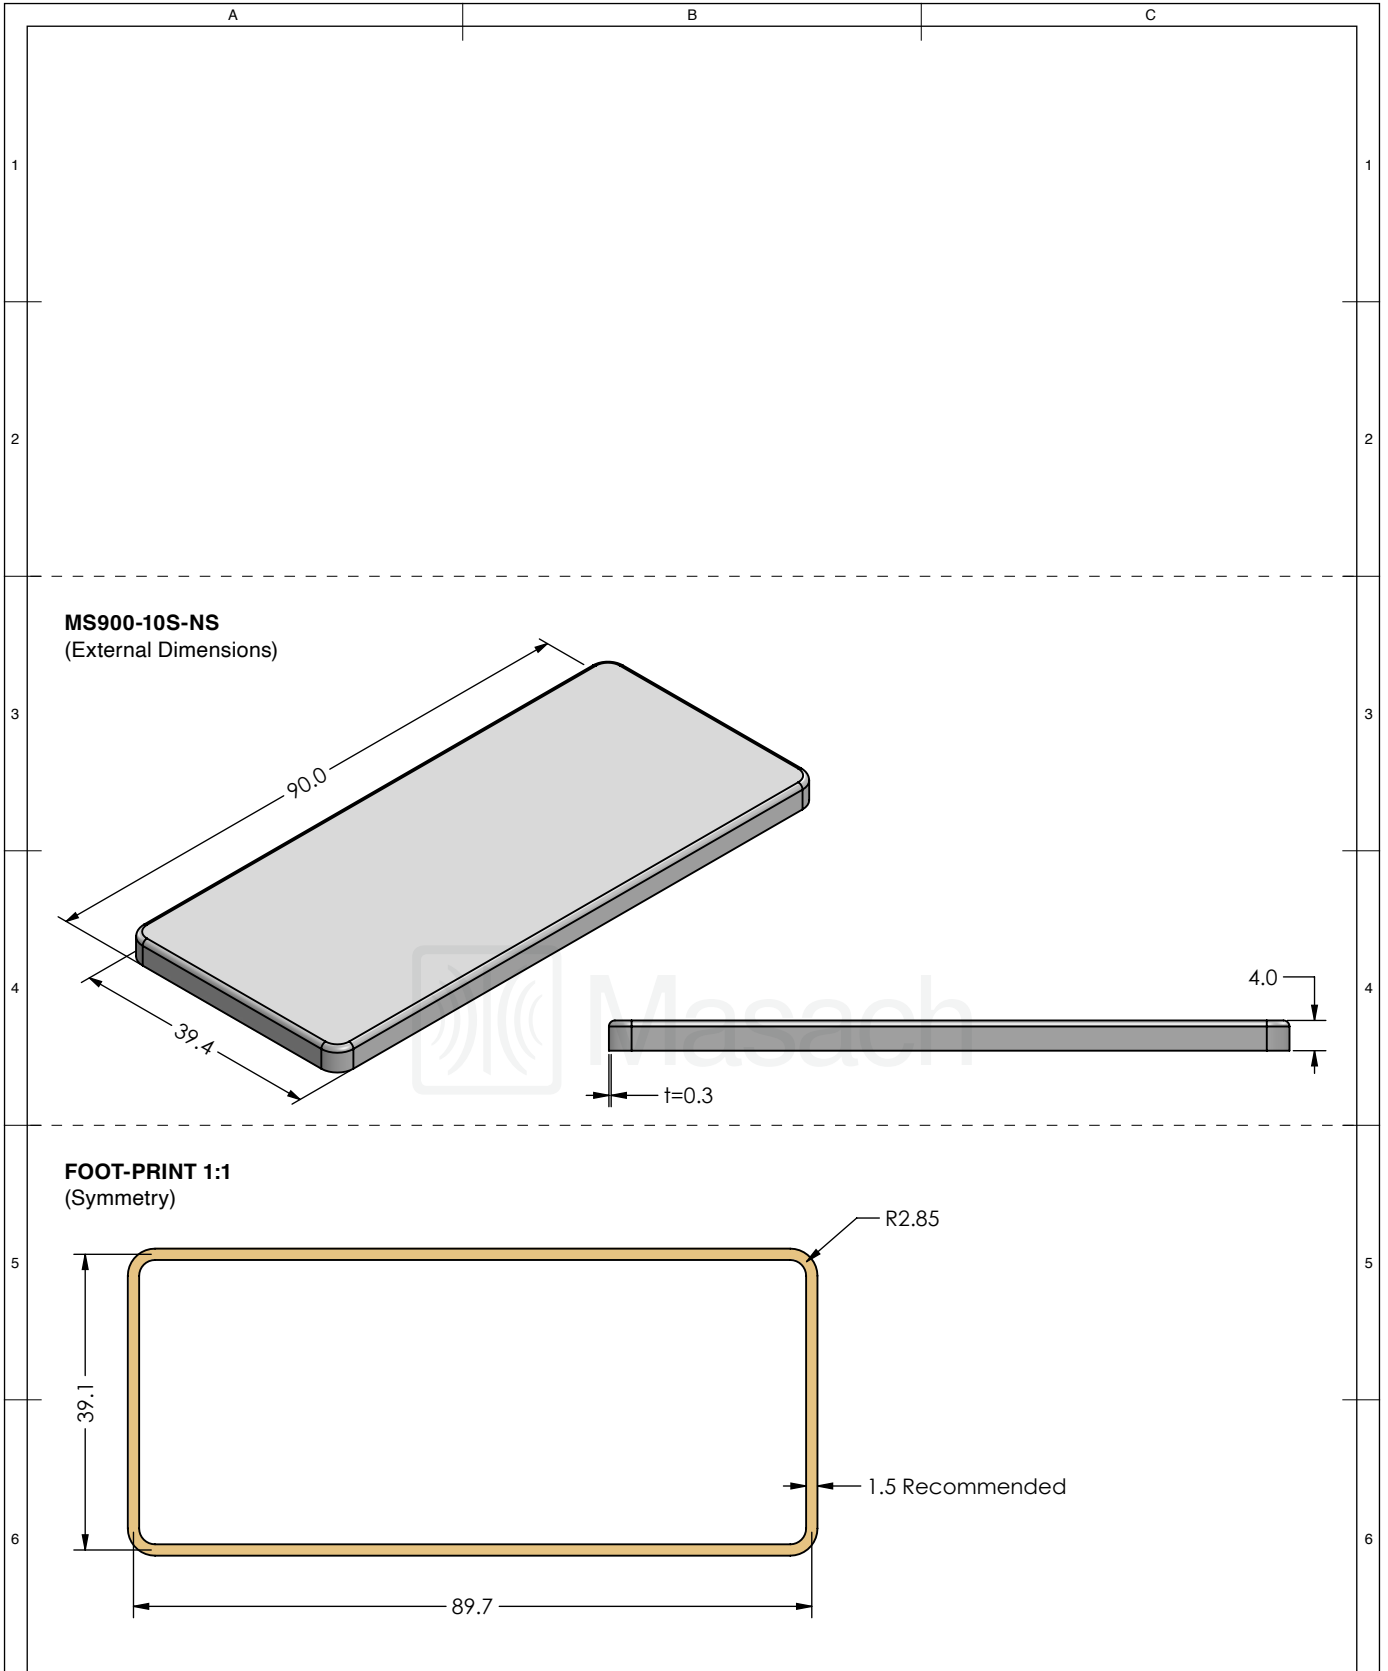 A B C
1 1
2 2
MS900-10S-NS
(External Dimensions)
3 3
90.0
4.0
4 4
39.4
Masach
t=0.3
FOOT-PRINT 1:1
(Symmetry)
R2.85
5 5
39.1
1.5 Recommended
6 6
89.7